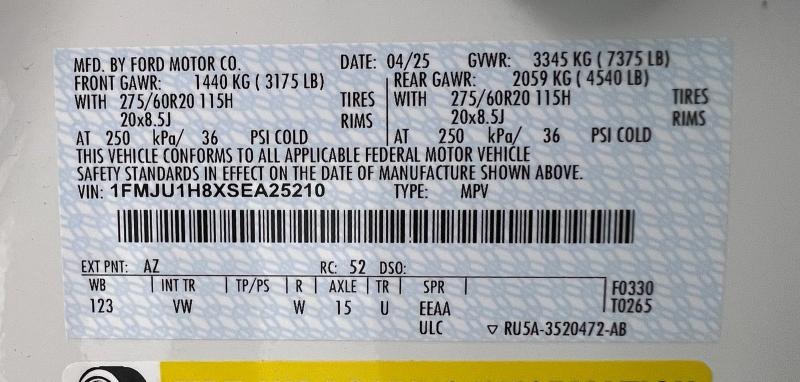 MFD. BY FORD MOTOR CO. DATE: 04/25 GVWR: 3345 KG ( 7375 LB)
FRONT GAWR: 1440 KG ( 3175 LB) REAR GAWR: 2059 KG ( 4540 LB)
WITH 275/60R20 115H TIRES WITH 275/60R20 115H TIRES
20x8.5J RIMS 20x8.5J RIMS
AT 250 kPa/ 36 PSI COLD AT 250 kPa/ 36 PSI COLD
THIS VEHICLE CONFORMS TO ALL APPLICABLE FEDERAL MOTOR VEHICLE
SAFETY STANDARDS IN EFFECT ON THE DATE OF MANUFACTURE SHOWN ABOVE.
VIN: 1FMJU1H8XSEA25210 TYPE: MPV
EXT PNT: AZ RC: 52 DSO:
WB INT TR TP/PS R AXLE TR SPR F0330
123 VW W 15 U EEAA T0265
ULC ▽ RU5A-3520472-AB